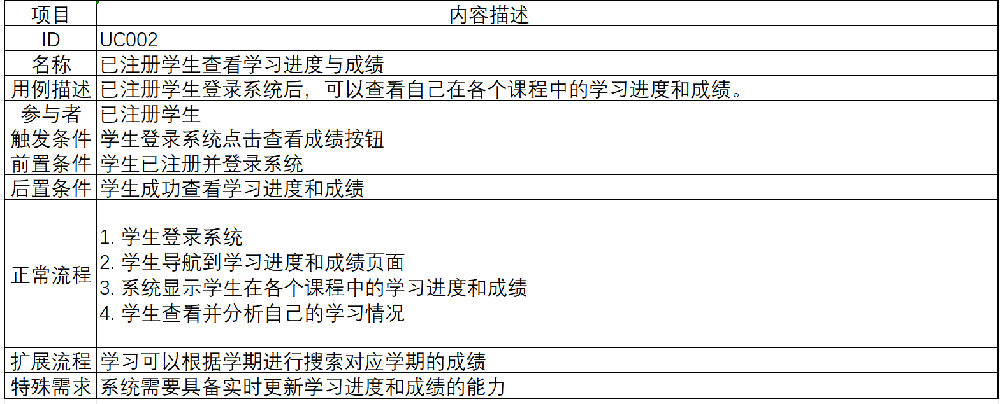 项目 内容描述
ID UC002
名称 已注册学生查看学习进度与成绩
用例描述 已注册学生登录系统后，可以查看自己在各个课程中的学习进度和成绩。
参与者 已注册学生
触发条件 学生登录系统点击查看成绩按钮
前置条件 学生已注册并登录系统
后置条件 学生成功查看学习进度和成绩
正常流程
1. 学生登录系统
2. 学生导航到学习进度和成绩页面
3. 系统显示学生在各个课程中的学习进度和成绩
4. 学生查看并分析自己的学习情况
扩展流程 学习可以根据学期进行搜索对应学期的成绩
特殊需求 系统需要具备实时更新学习进度和成绩的能力